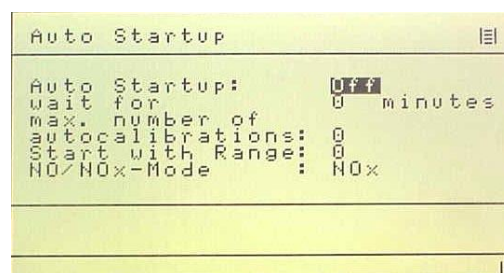 Auto Startup
Auto Startup: Off
wait for 0 minutes
max. number of
autocalibrations: 0
Start with Range: 0
NO/NOx-Mode : NOx